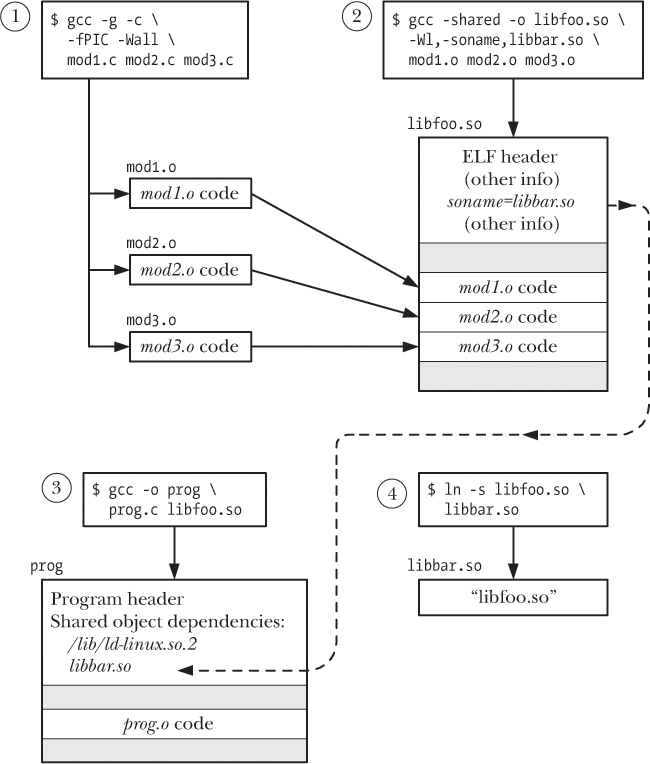 1
$ gcc -g -c \
-fPIC -Wall \
mod1.c mod2.c mod3.c
2
$ gcc -shared -o libfoo.so \
-Wl,-soname,libbar.so \
mod1.o mod2.o mod3.o
libfoo.so
ELF header
(other info)
soname=libbar.so
(other info)
mod1.o code
mod2.o code
mod3.o code
mod1.o
mod1.o code
mod2.o
mod2.o code
mod3.o
mod3.o code
3
$ gcc -o prog \
prog.c libfoo.so
prog
Program header
Shared object dependencies:
/lib/ld-linux.so.2
libbar.so
prog.o code
4
$ ln -s libfoo.so \
libbar.so
libbar.so
“libfoo.so”